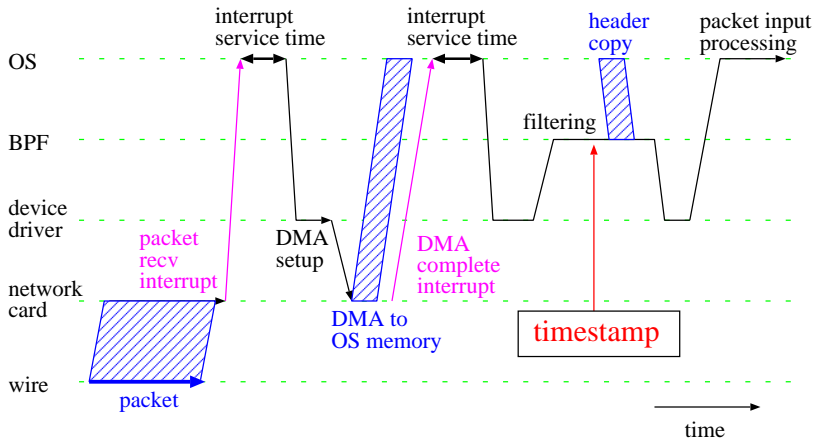 interrupt
service time
interrupt
service time
header
copy
packet input
processing
OS
filtering
BPF
device
driver
packet
recv
interrupt
DMA
setup
DMA
complete
interrupt
network
card
DMA to
OS memory
timestamp
wire
packet
time